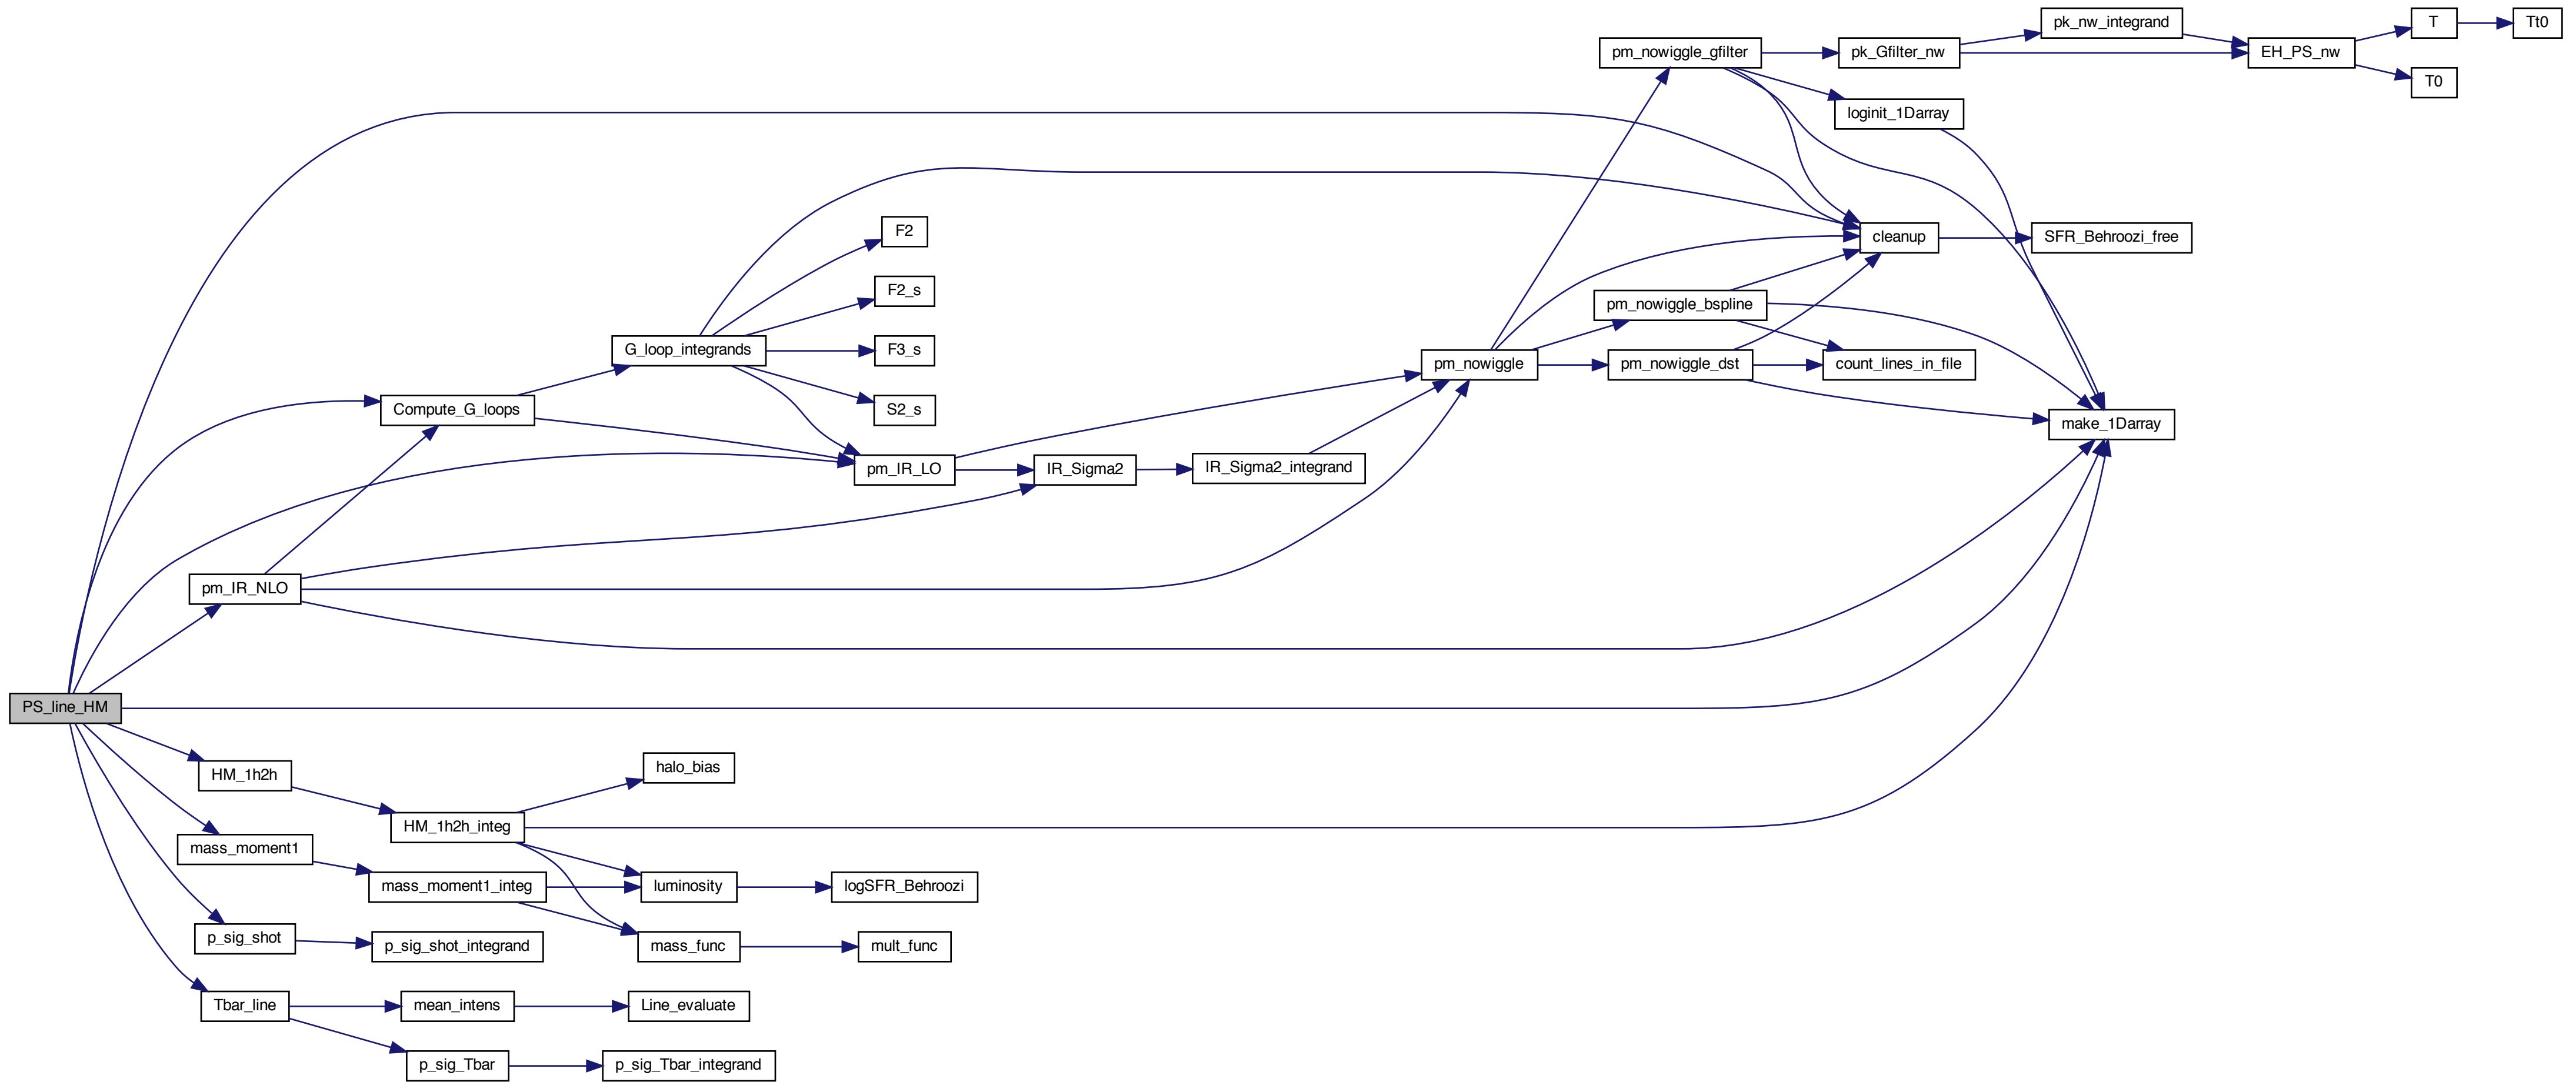 pk_nw_integrand
T
Tt0
pm_nowiggle_gfilter
pk_Gfilter_nw
EH_PS_nw
T0
loginit_1Darray
F2
cleanup
SFR_Behroozi_free
F2_s
pm_nowiggle_bspline
G_loop_integrands
F3_s
pm_nowiggle
pm_nowiggle_dst
count_lines_in_file
Compute_G_loops
S2_s
make_1Darray
pm_IR_LO
IR_Sigma2
IR_Sigma2_integrand
pm_IR_NLO
PS_line_HM
HM_1h2h
halo_bias
HM_1h2h_integ
mass_moment1
mass_moment1_integ
luminosity
logSFR_Behroozi
p_sig_shot
p_sig_shot_integrand
mass_func
mult_func
Tbar_line
mean_intens
Line_evaluate
p_sig_Tbar
p_sig_Tbar_integrand